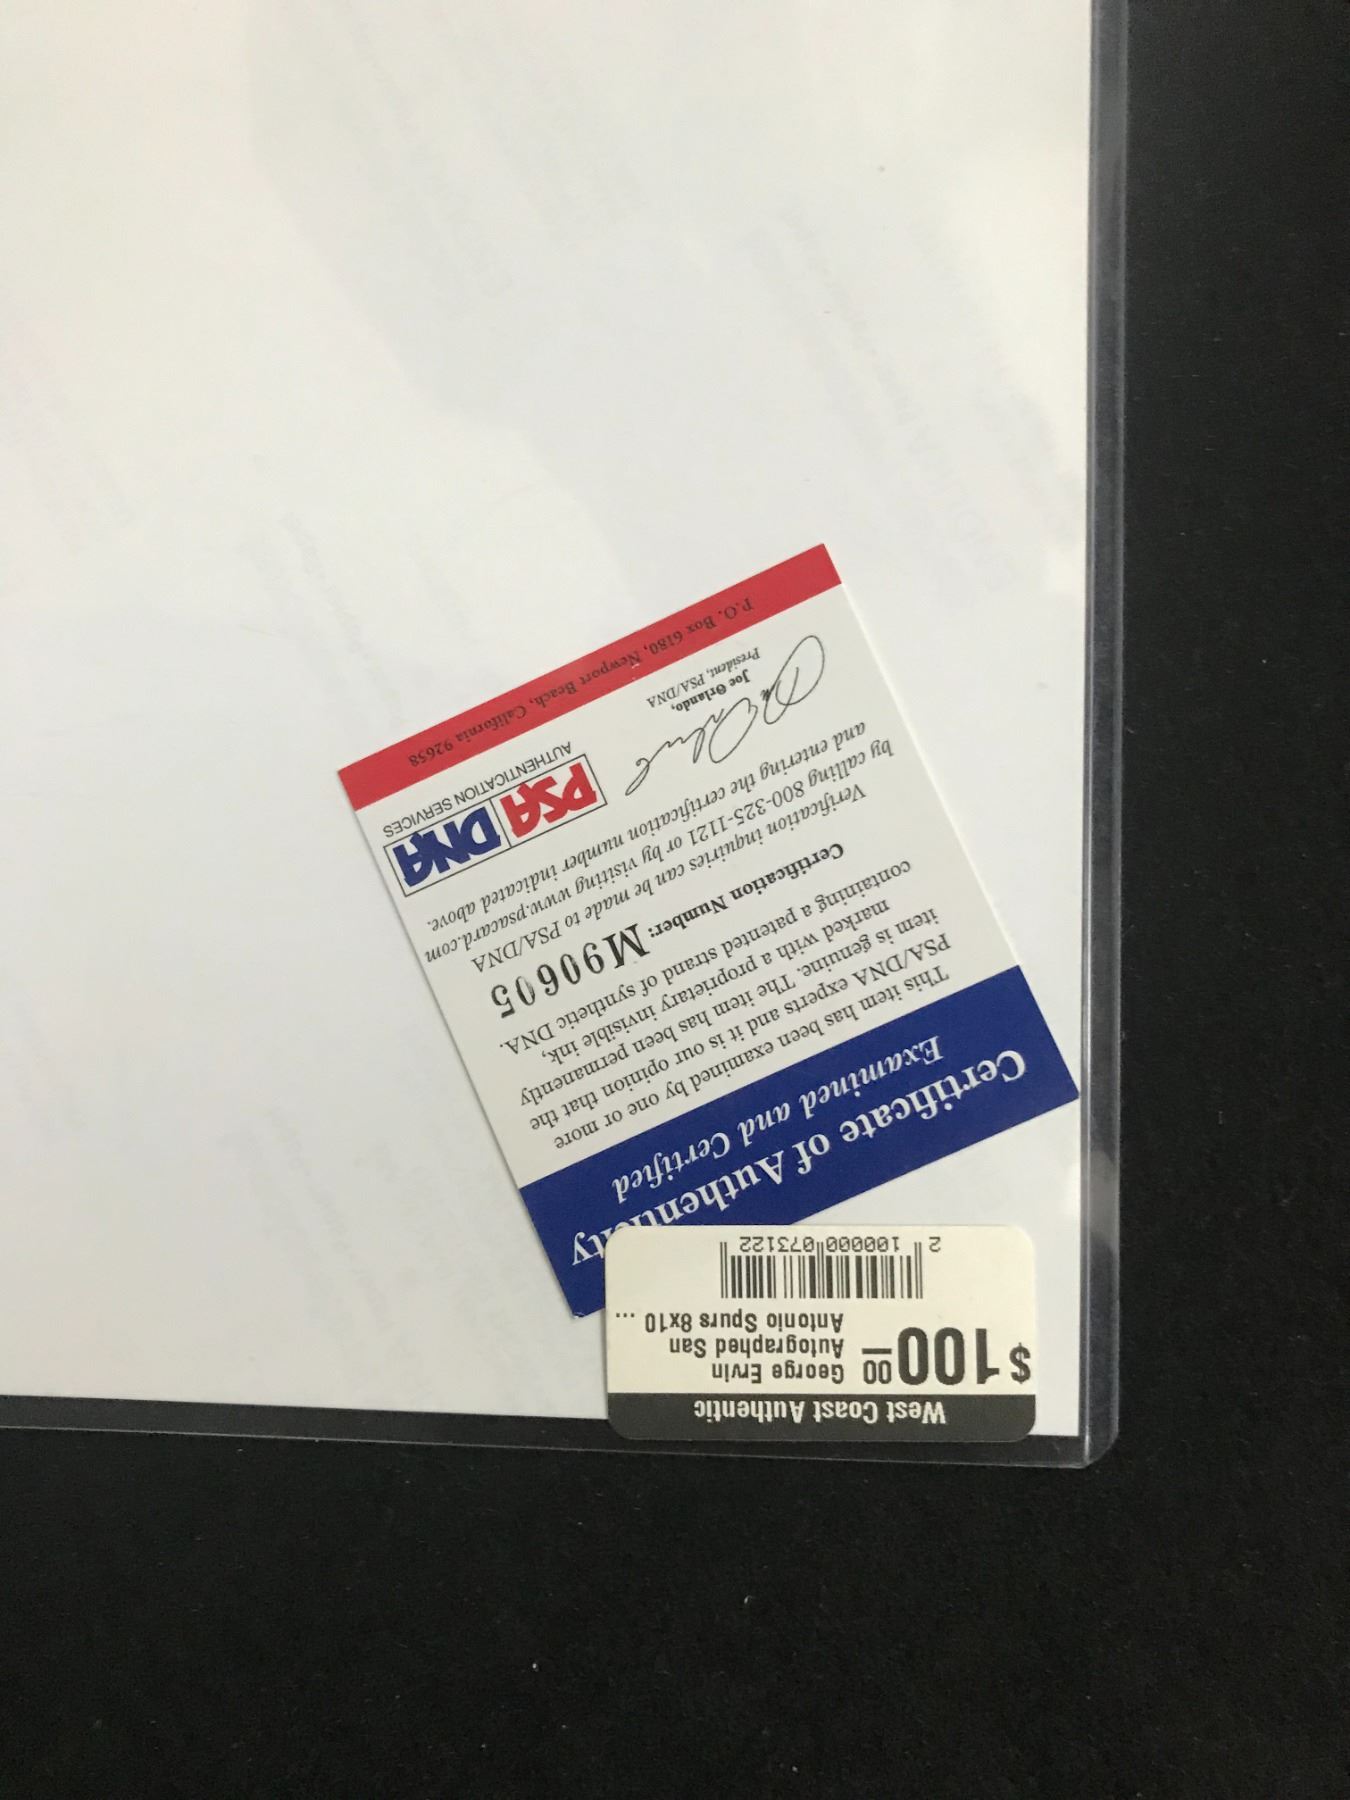 West Coast Authentic
$100.00
George Ervin
Autographed San
Antonio Spurs 8x10 ...
2 100000 073122
Certificate of Authenticity
Examined and Certified
This item has been examined by one or more
PSA/DNA experts and it is our opinion that the
item is genuine. The item has been permanently
marked with a proprietary invisible ink,
containing a patented strand of synthetic DNA.
Certification Number: M90605
Verification inquiries can be made to PSA/DNA
by calling 800-325-1121 or by visiting www.psacard.com
and entering the certification number indicated above.
Joe Orlando,
President, PSA/DNA
PSA DNA
AUTHENTICATION SERVICES
P.O. Box 6180, Newport Beach, California 92658